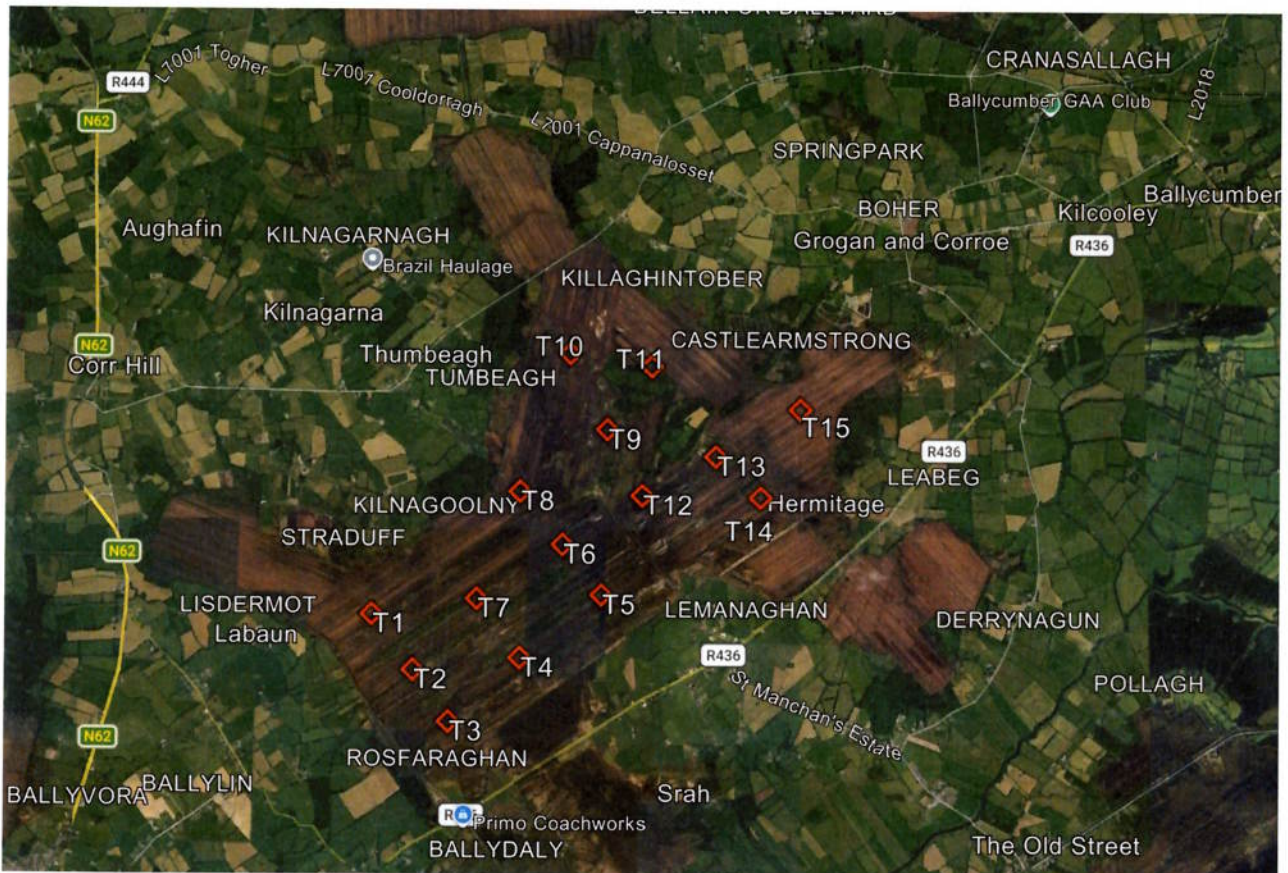 CRANASALLAGH
L7001 Togher
L7001 Cooldorragh
R444
L2018
Ballycumber GAA Club
N62
L7001 Cappanalosset
SPRINGPARK
Ballycumber
BOHER
Kilcooley
Aughafin
KILNAGARNAGH
Grogan and Corroe
R436
Brazil Haulage
KILLAGHINTOBER
Kilnagarna
N62
CASTLEARMSTRONG
T10
Thumbeagh
T11
Corr Hill
TUMBEAGH
T15
T9
R436
T13
LEABEG
T8
KILNAGOOLNY
T12
Hermitage
T14
STRADUFF
T6
N62
LISDERMOT
T7
T5
LEMANAGHAN
Labaun
T1
DERRYNAGUN
R436
T4
T2
POLLAGH
St Manchan's Estate
T3
N62
ROSFARAGHAN
BALLYLIN
BALLYVORA
Srah
Primo Coachworks
BALLYDALY
The Old Street